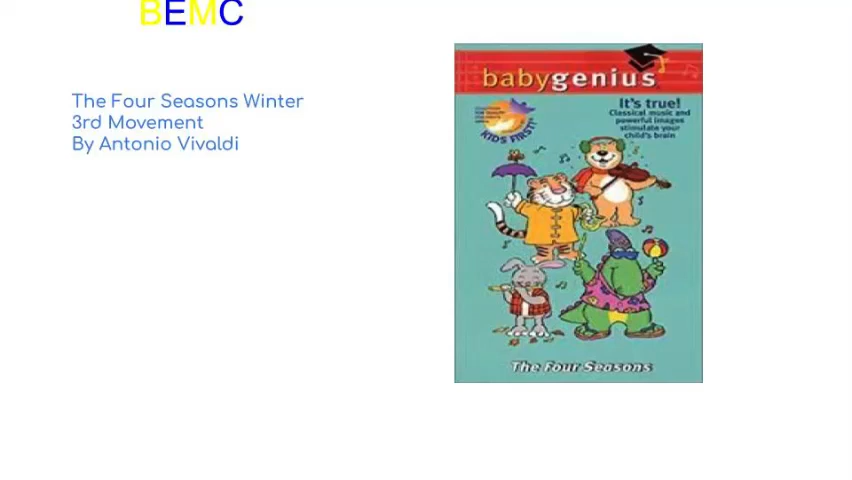 BEMC
The Four Seasons Winter
3rd Movement
By Antonio Vivaldi
babygenius
It's true!
Classical music and
powerful images
stimulate your
child's brain
KIDS FIRST!
The Four Seasons